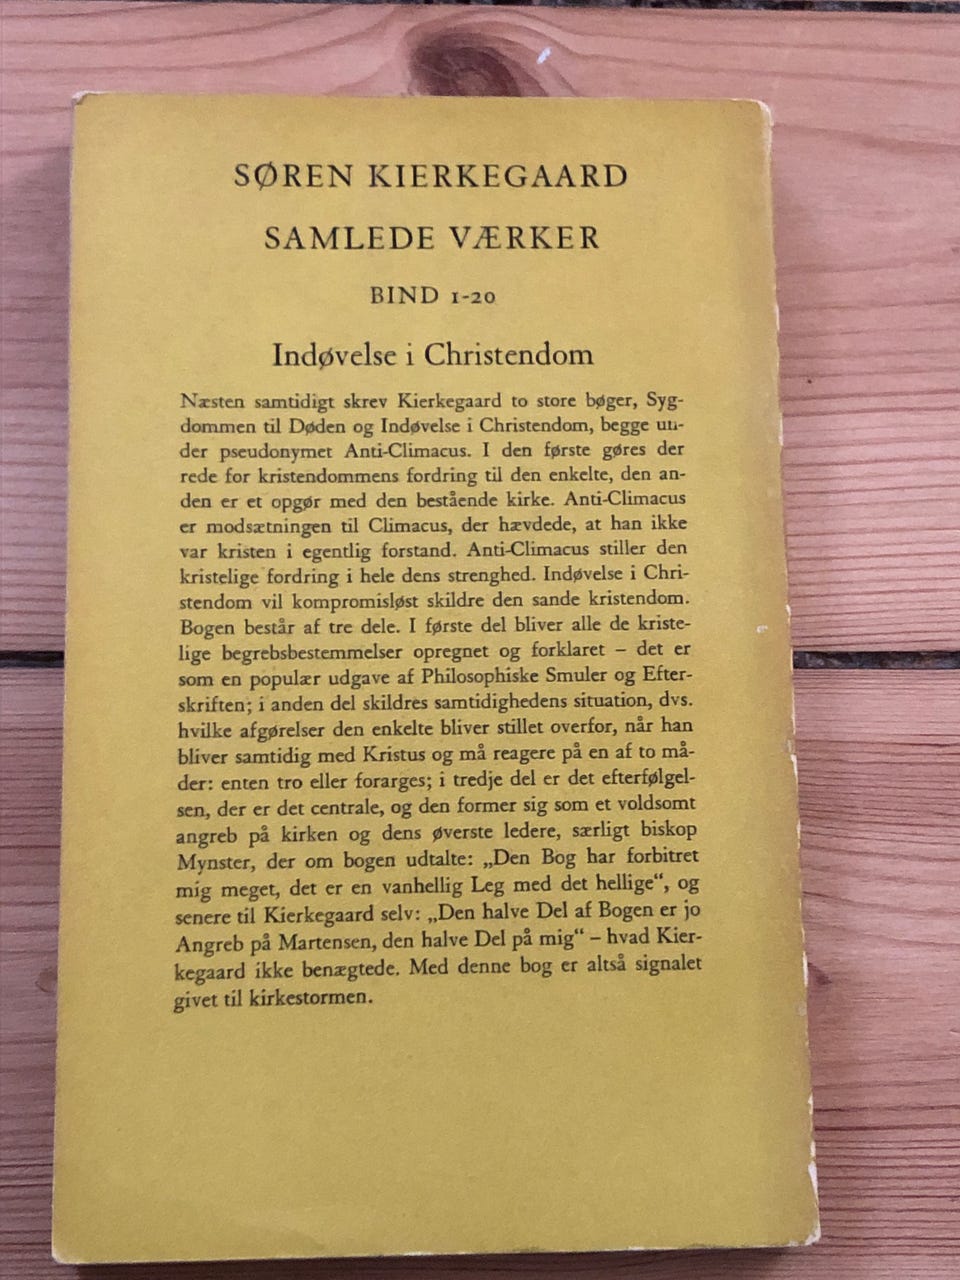 SØREN KIERKEGAARD
SAMLEDE VÆRKER
BIND 1-20
Indøvelse i Christendom
Næsten samtidigt skrev Kierkegaard to store bøger, Syg-
dommen til Døden og Indøvelse i Christendom, begge un-
der pseudonymet Anti-Climacus. I den første gøres der
rede for kristendommens fordring til den enkelte, den an-
den er et opgør med den bestående kirke. Anti-Climacus
er modsætningen til Climacus, der hævdede, at han ikke
var kristen i egentlig forstand. Anti-Climacus stiller den
kristelige fordring i hele dens strenghed. Indøvelse i Chri-
stendom vil kompromisløst skildre den sande kristendom.
Bogen består af tre dele. I første del bliver alle de kriste-
lige begrebsbestemmelser opregnet og forklaret – det er
som en populær udgave af Philosophiske Smuler og Efter-
skriften; i anden del skildres samtidighedens situation, dvs.
hvilke afgørelser den enkelte bliver stillet overfor, når han
bliver samtidig med Kristus og må reagere på en af to må-
der: enten tro eller forarges; i tredje del er det efterfølgel-
sen, der er det centrale, og den former sig som et voldsomt
angreb på kirken og dens øverste ledere, særligt biskop
Mynster, der om bogen udtalte: „Den Bog har forbitret
mig meget, det er en vanhellig Leg med det hellige“, og
senere til Kierkegaard selv: „Den halve Del af Bogen er jo
Angreb på Martensen, den halve Del på mig“ – hvad Kier-
kegaard ikke benægtede. Med denne bog er altså signalet
givet til kirkestormen.